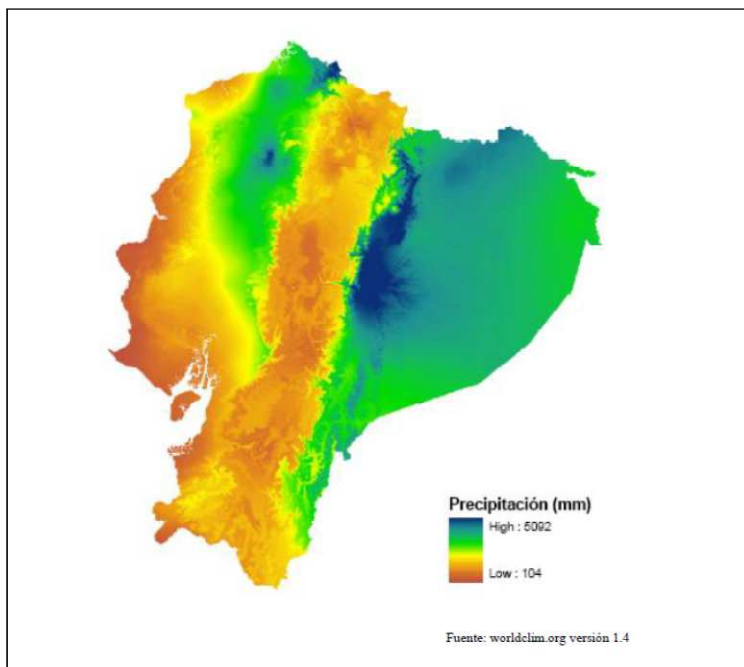 Precipitación (mm)
High : 5092
Low : 104
Fuente: worldclim.org versión 1.4